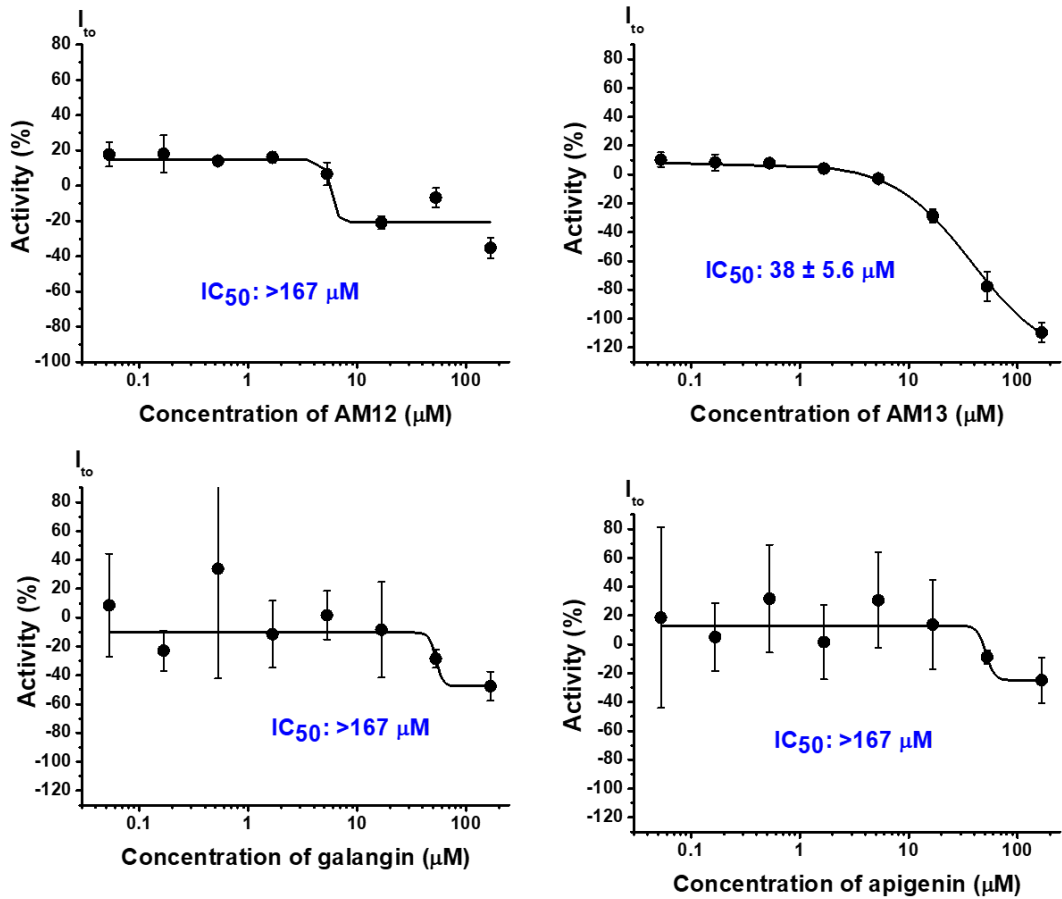 I_to
Activity (%)
80
60
40
20
0
-20
-40
-60
-80
-100
IC50: >167 μM
0.1 1 10 100
Concentration of AM12 (μM)
I_to
Activity (%)
80
60
40
20
0
-20
-40
-60
-80
-100
-120
IC50: 38 ± 5.6 μM
0.1 1 10 100
Concentration of AM13 (μM)
I_to
Activity (%)
80
60
40
20
0
-20
-40
-60
-80
-100
-120
IC50: >167 μM
0.1 1 10 100
Concentration of galangin (μM)
I_to
Activity (%)
80
60
40
20
0
-20
-40
-60
-80
-100
-120
IC50: >167 μM
0.1 1 10 100
Concentration of apigenin (μM)